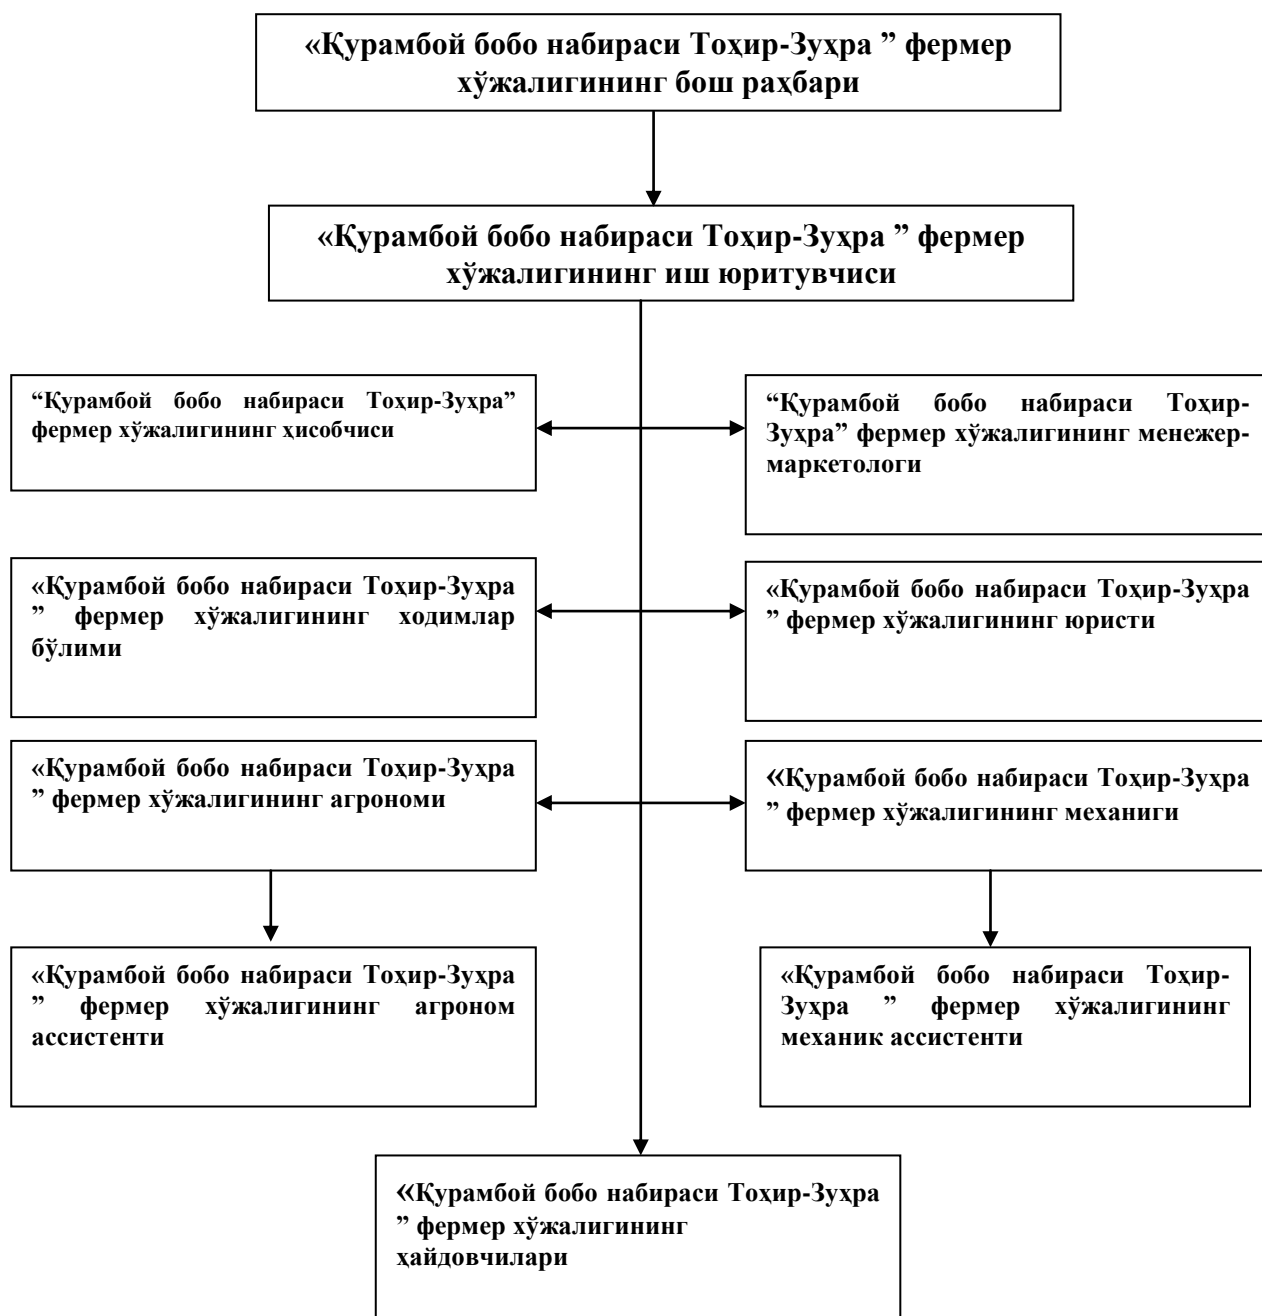 «Қурамбой бобо набираси Тоҳир-Зуҳра ” фермер
хўжалигининг бош раҳбари
«Қурамбой бобо набираси Тоҳир-Зуҳра ” фермер
хўжалигининг иш юритувчиси
“Қурамбой бобо набираси Тоҳир-Зуҳра”
фермер хўжалигининг ҳисобчиси
“Қурамбой бобо набираси Тоҳир-
Зуҳра” фермер хўжалигининг менежер-
маркетологи
«Қурамбой бобо набираси Тоҳир-Зуҳра
” фермер хўжалигининг ходимлар
бўлими
«Қурамбой бобо набираси Тоҳир-Зуҳра
” фермер хўжалигининг юристи
«Қурамбой бобо набираси Тоҳир-Зуҳра
” фермер хўжалигининг агрономи
«Қурамбой бобо набираси Тоҳир-Зуҳра
” фермер хўжалигининг механиги
«Қурамбой бобо набираси Тоҳир-Зуҳра
” фермер хўжалигининг агроном
ассистенти
«Қурамбой бобо набираси Тоҳир-
Зуҳра ” фермер хўжалигининг
механик ассистенти
«Қурамбой бобо набираси Тоҳир-Зуҳра
” фермер хўжалигининг
ҳайдовчилари